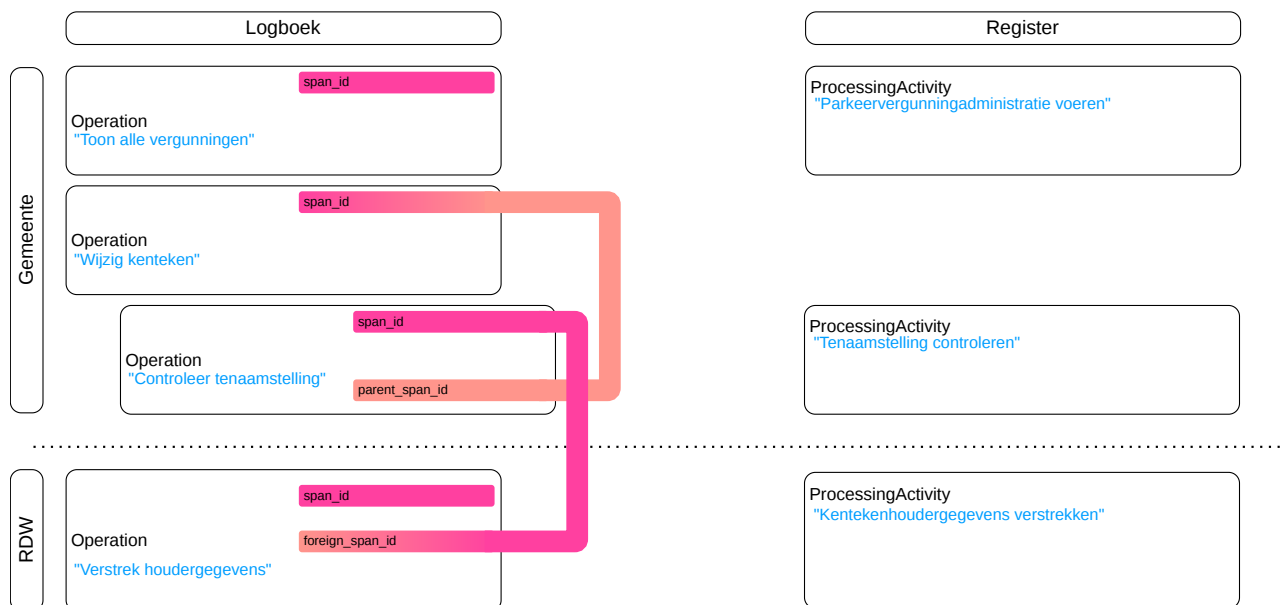 Logboek
Register
Gemeente
span_id
Operation
"Toon alle vergunningen"
ProcessingActivity
"Parkeervergunningadministratie voeren"
span_id
Operation
"Wijzig kenteken"
span_id
Operation
"Controleer tenaamstelling"
parent_span_id
ProcessingActivity
"Tenaamstelling controleren"
RDW
span_id
Operation
foreign_span_id
"Verstrek houdergegevens"
ProcessingActivity
"Kentekenhoudergegevens verstrekken"